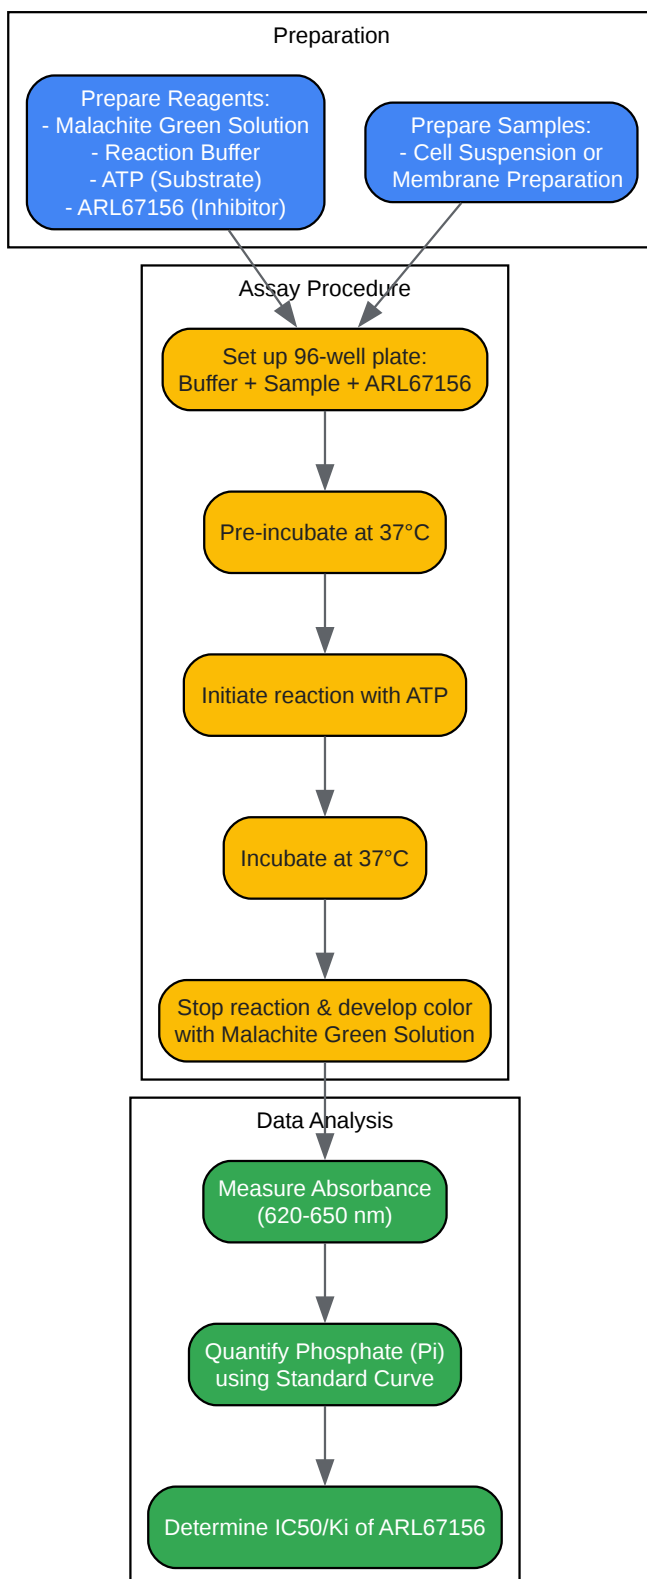 Preparation
Prepare Reagents:
- Malachite Green Solution
- Reaction Buffer
- ATP (Substrate)
- ARL67156 (Inhibitor)
Prepare Samples:
- Cell Suspension or
Membrane Preparation
Assay Procedure
Set up 96-well plate:
Buffer + Sample + ARL67156
Pre-incubate at 37°C
Initiate reaction with ATP
Incubate at 37°C
Stop reaction & develop color
with Malachite Green Solution
Data Analysis
Measure Absorbance
(620-650 nm)
Quantify Phosphate (Pi)
using Standard Curve
Determine IC50/Ki of ARL67156